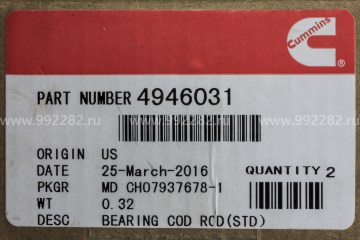 Cummins
PART NUMBER 4946031
www.992282.ru www.992282.ru www.992282.ru
ORIGIN US
DATE 25-March-2016 QUANTITY 2
PKGR MD CH07937678-1
WT 0.32
DESC BEARING COD ROD(STD)